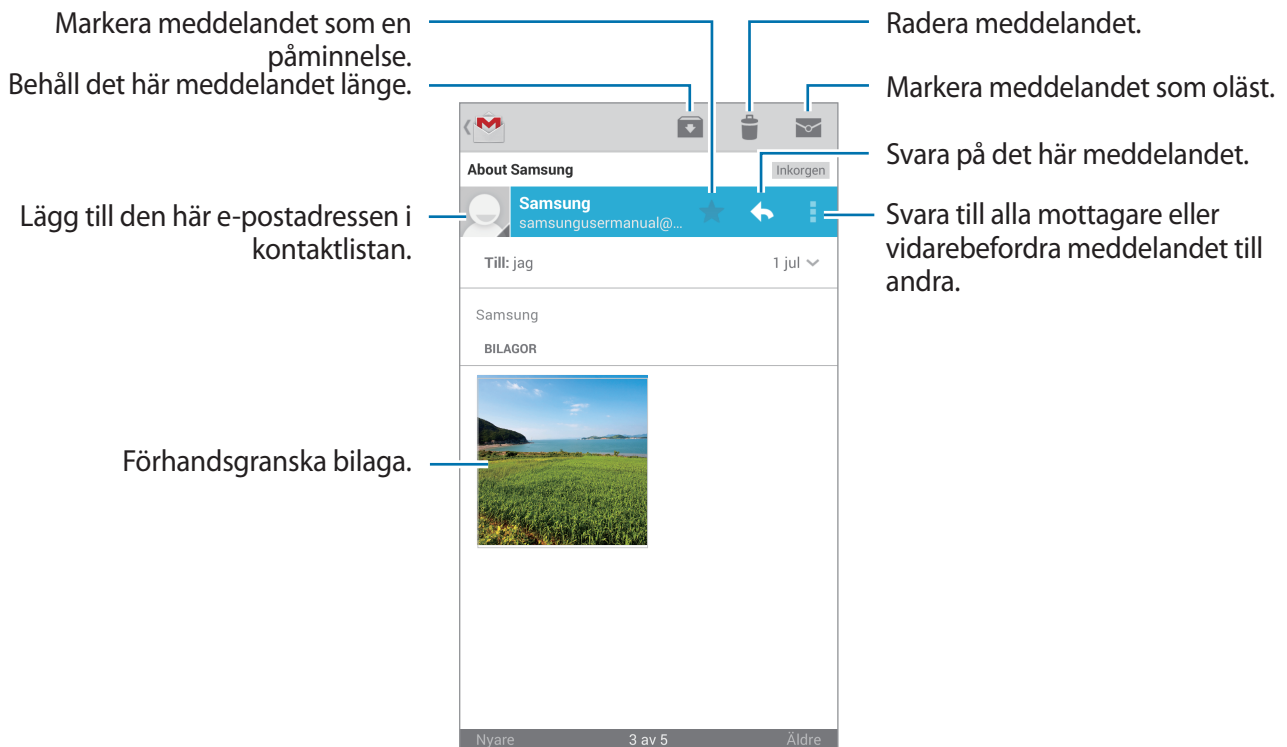 Markera meddelandet som en
påminnelse.
Behåll det här meddelandet länge.
Lägg till den här e-postadressen i
kontaktlistan.
Förhandsgranska bilaga.
Radera meddelandet.
Markera meddelandet som oläst.
Svara på det här meddelandet.
Svara till alla mottagare eller
vidarebefordra meddelandet till
andra.
About Samsung
Inkorgen
Samsung
samsungusermanual@...
Till: jag
1 jul
Samsung
BILAGOR
Nyare
3 av 5
Äldre